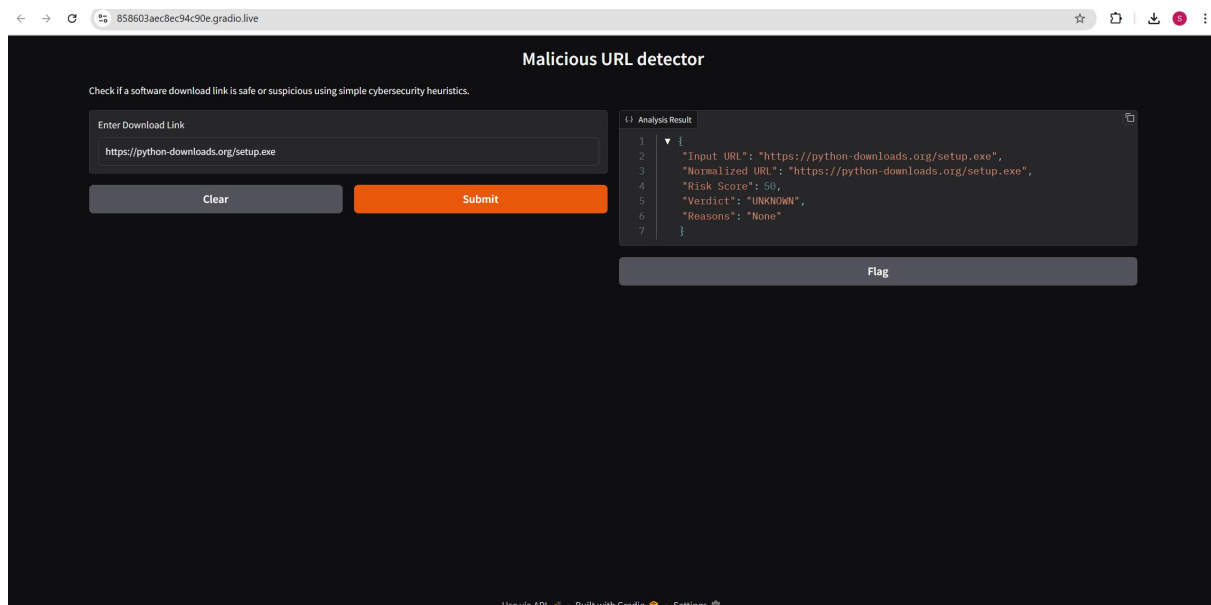 858603aec8ec94c90e.gradio.live
S
Malicious URL detector
Check if a software download link is safe or suspicious using simple cybersecurity heuristics.
Enter Download Link
https://python-downloads.org/setup.exe
Clear
Submit
Analysis Result
1 {
2 "Input URL": "https://python-downloads.org/setup.exe",
3 "Normalized URL": "https://python-downloads.org/setup.exe",
4 "Risk Score": 50,
5 "Verdict": "UNKNOWN",
6 "Reasons": "None"
7 }
Flag
Use via API · Built with Gradio · Settings